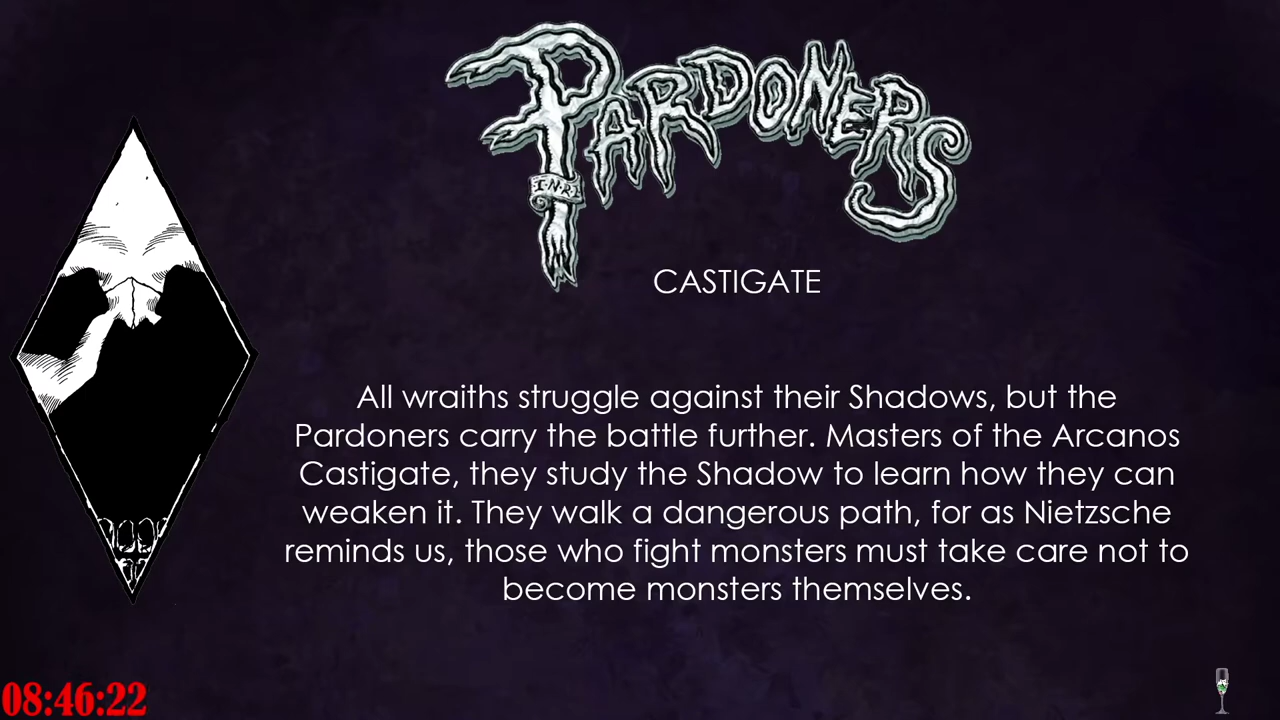 PARDONERS
I·N·R·I
CASTIGATE
All wraiths struggle against their Shadows, but the
Pardoners carry the battle further. Masters of the Arcanos
Castigate, they study the Shadow to learn how they can
weaken it. They walk a dangerous path, for as Nietzsche
reminds us, those who fight monsters must take care not to
become monsters themselves.
08:46:22